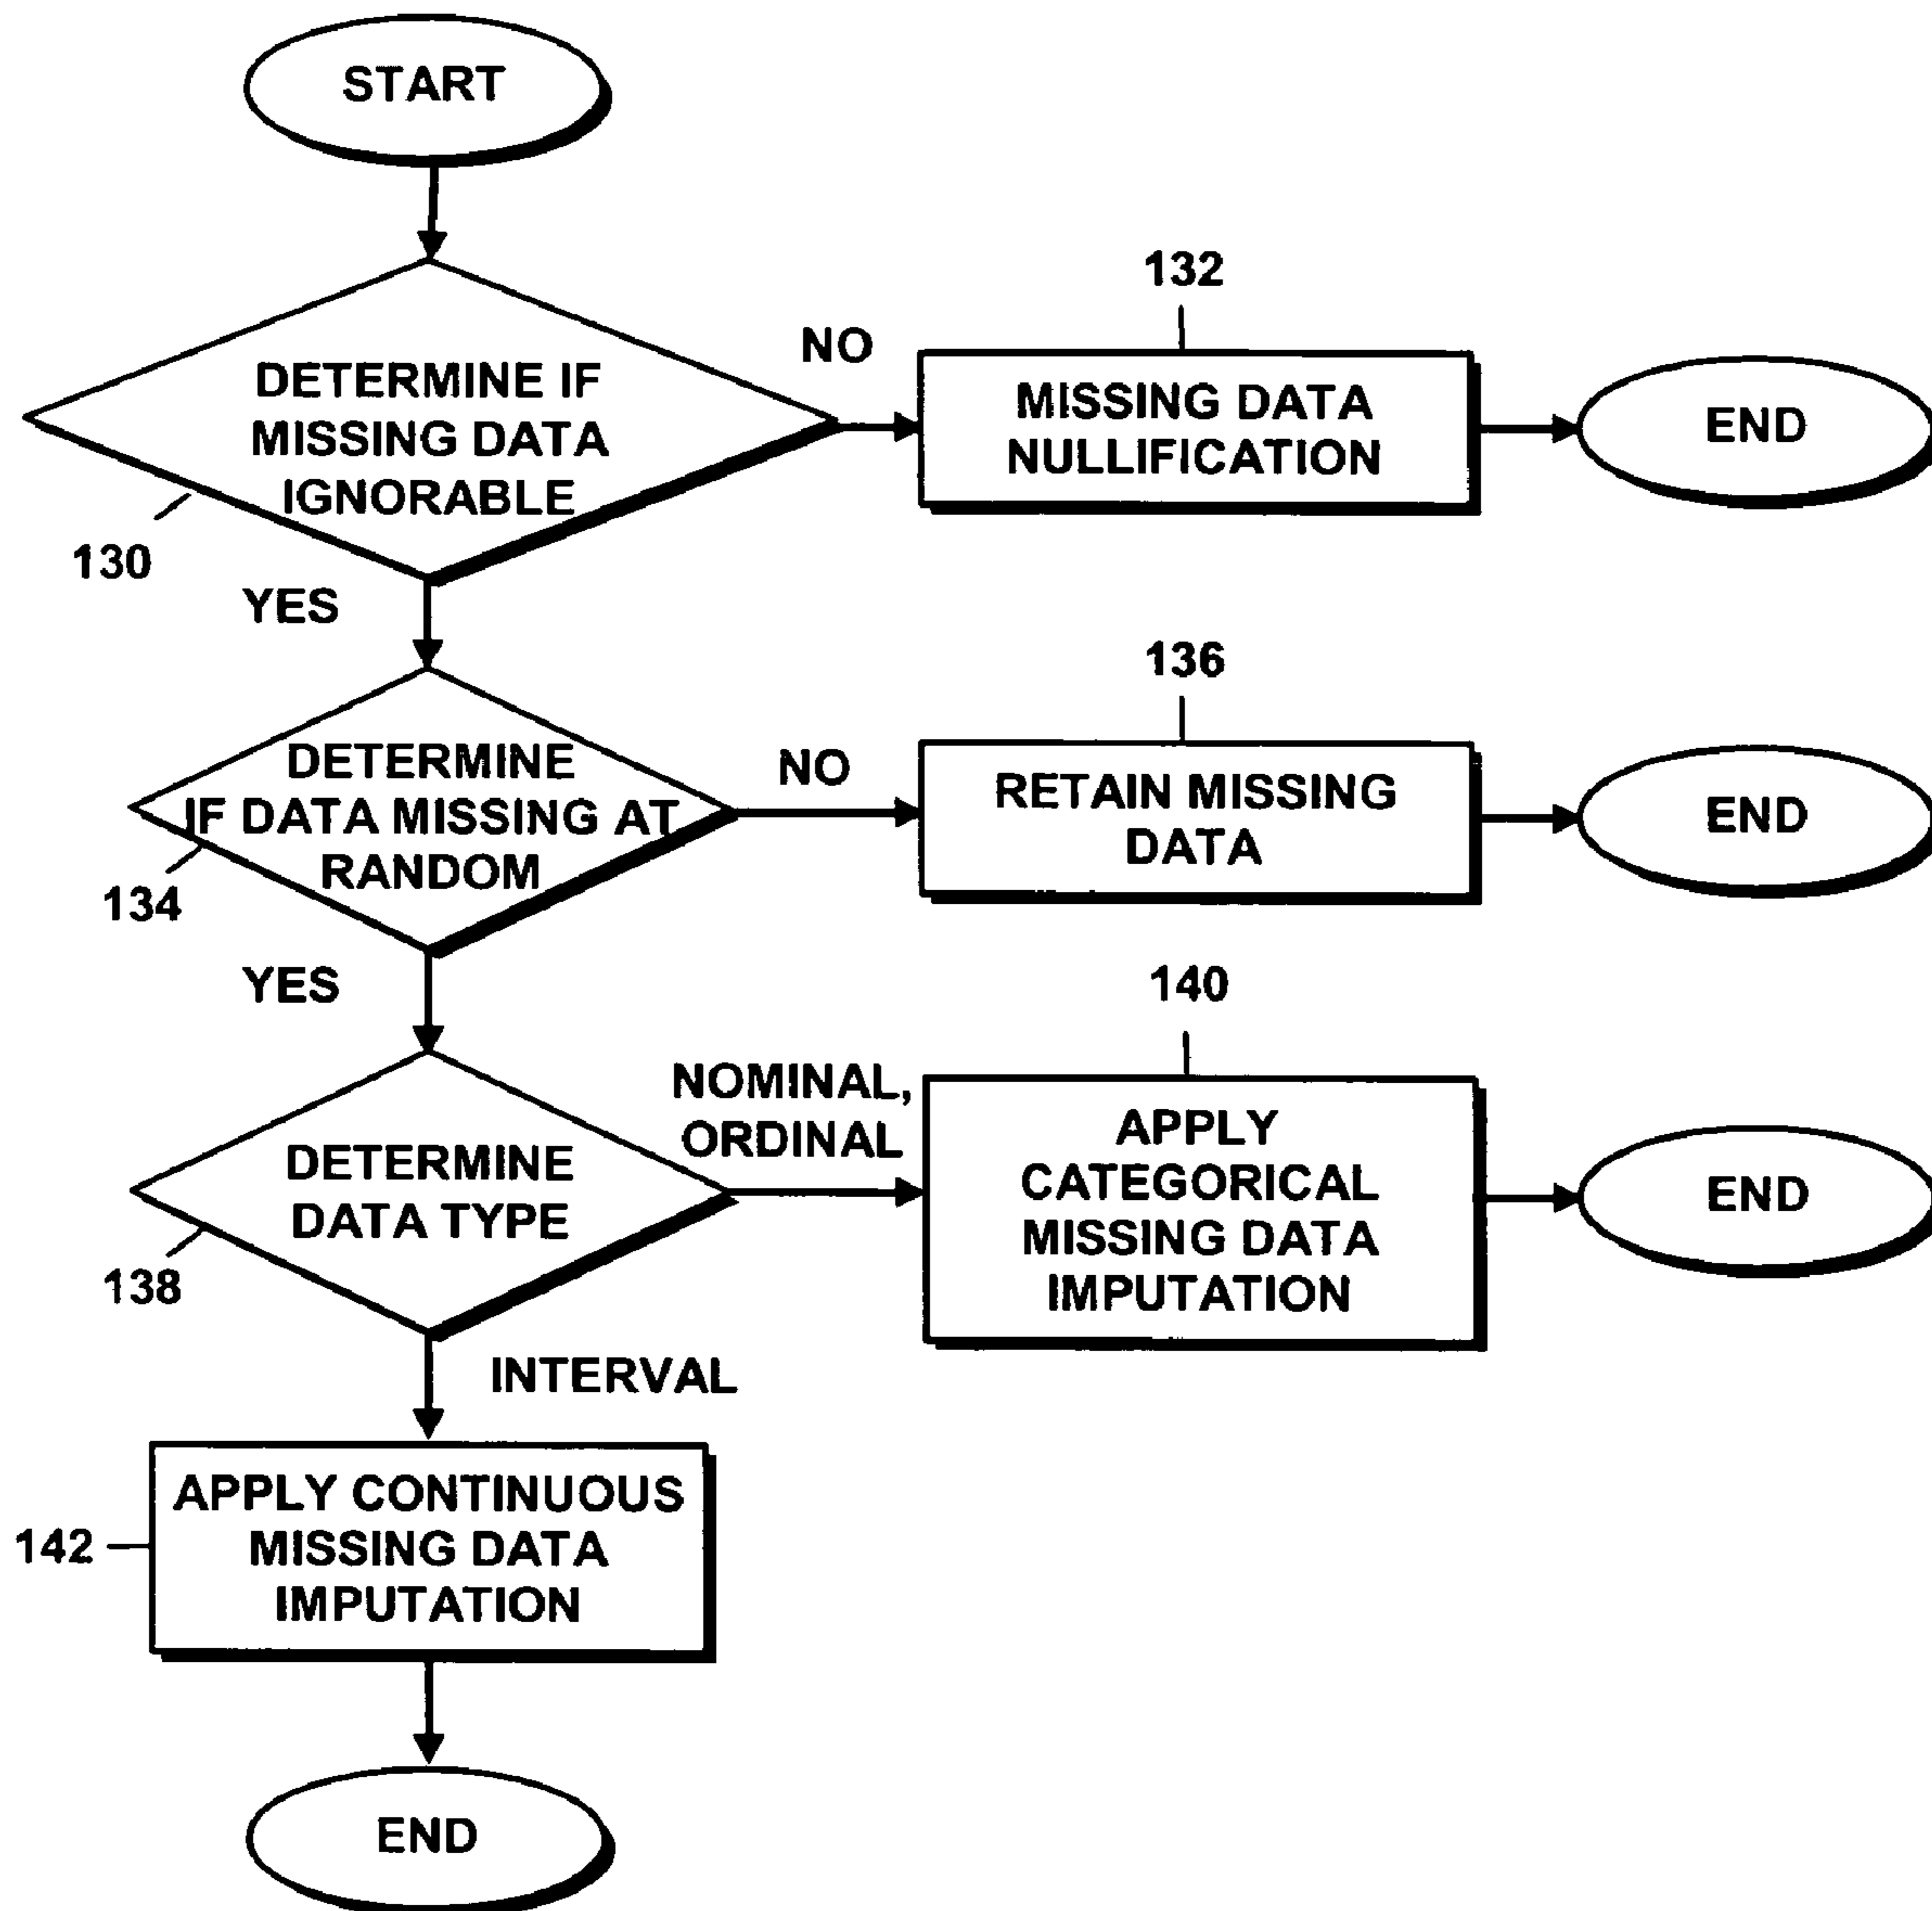 START
132
NO
DETERMINE IF
MISSING DATA
IGNORABLE
MISSING DATA
NULLIFICATION
END
130
YES
136
DETERMINE
IF DATA MISSING AT
RANDOM
NO
RETAIN MISSING
DATA
END
134
YES
140
NOMINAL,
ORDINAL
DETERMINE
DATA TYPE
APPLY
CATEGORICAL
MISSING DATA
IMPUTATION
END
138
INTERVAL
APPLY CONTINUOUS
MISSING DATA
IMPUTATION
142
END